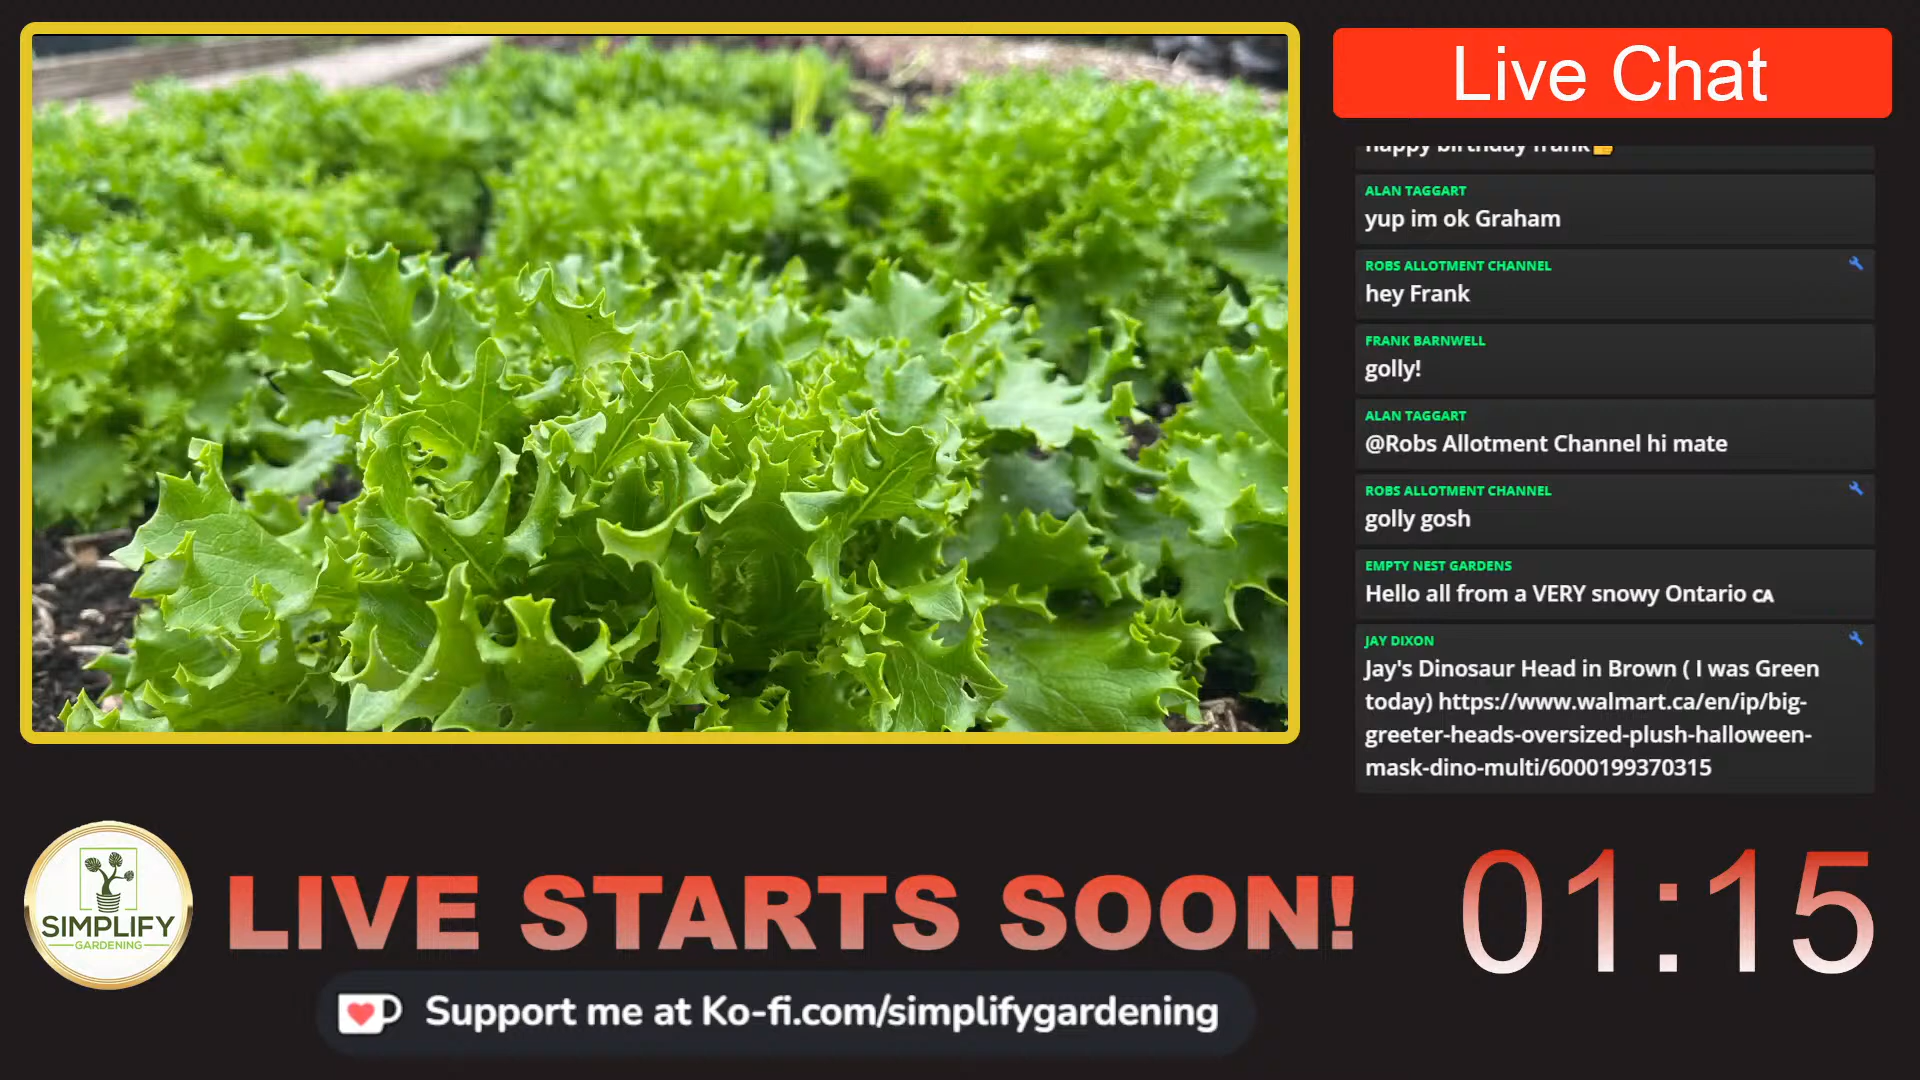 Live Chat
happy birthday frank
ALAN TAGGART
yup im ok Graham
ROBS ALLOTMENT CHANNEL
hey Frank
FRANK BARNWELL
golly!
ALAN TAGGART
@Robs Allotment Channel hi mate
ROBS ALLOTMENT CHANNEL
golly gosh
EMPTY NEST GARDENS
Hello all from a VERY snowy Ontario CA
JAY DIXON
Jay's Dinosaur Head in Brown ( I was Green
today) https://www.walmart.ca/en/ip/big-
greeter-heads-oversized-plush-halloween-
mask-dino-multi/6000199370315
SIMPLIFY
GARDENING
LIVE STARTS SOON!
01:15
Support me at Ko-fi.com/simplifygardening